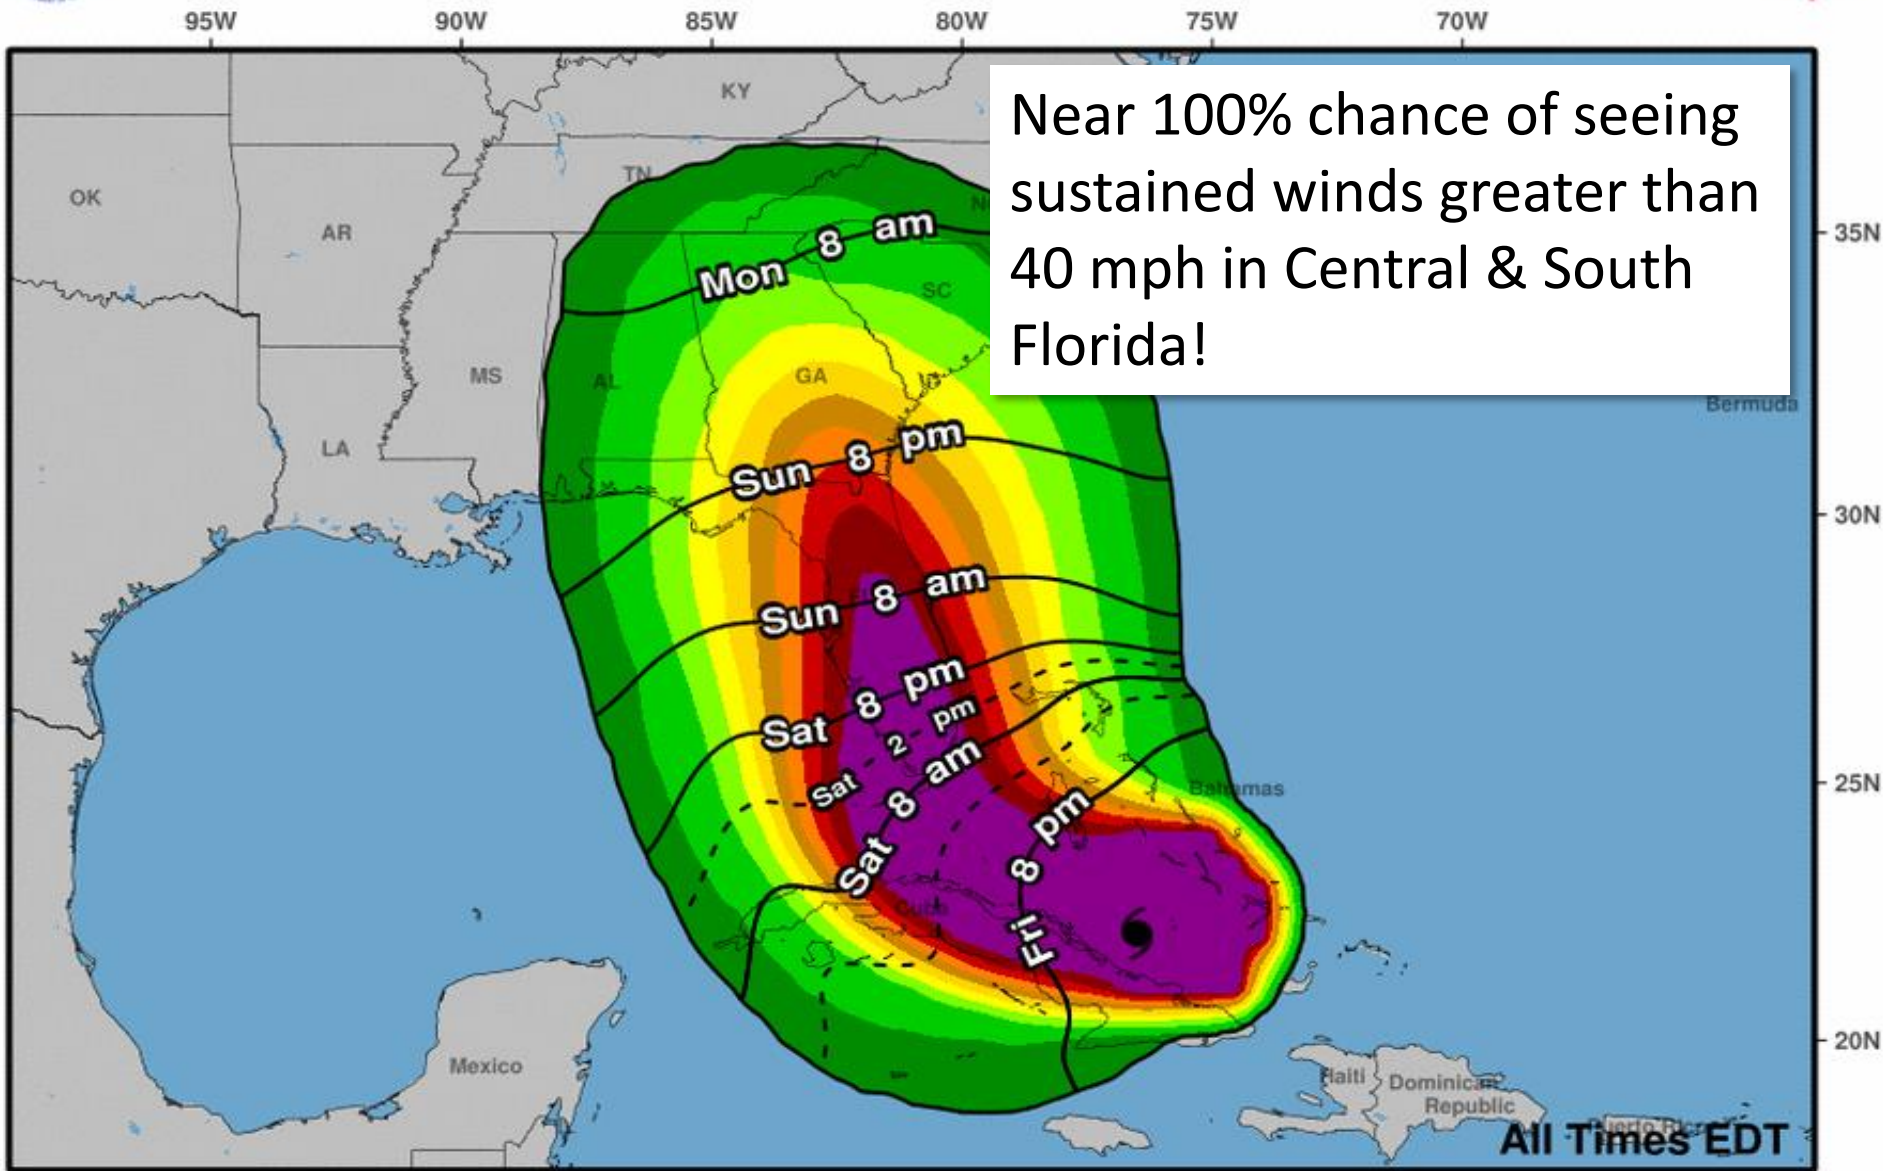 95W 90W 85W 80W 75W 70W
Near 100% chance of seeing
sustained winds greater than
40 mph in Central & South
Florida!
KY
TN
OK
AR
35N
Mon 8 am
SC
MS
AL
GA
Bermuda
LA
Sun 8 pm
30N
Sun 8 am
Sat 8 pm
Sat 2 pm
Sat 8 am
25N
Bahamas
Fri 8 pm
Cuba
20N
Mexico
Haiti
Dominican
Republic
Puerto Rico
All Times EDT